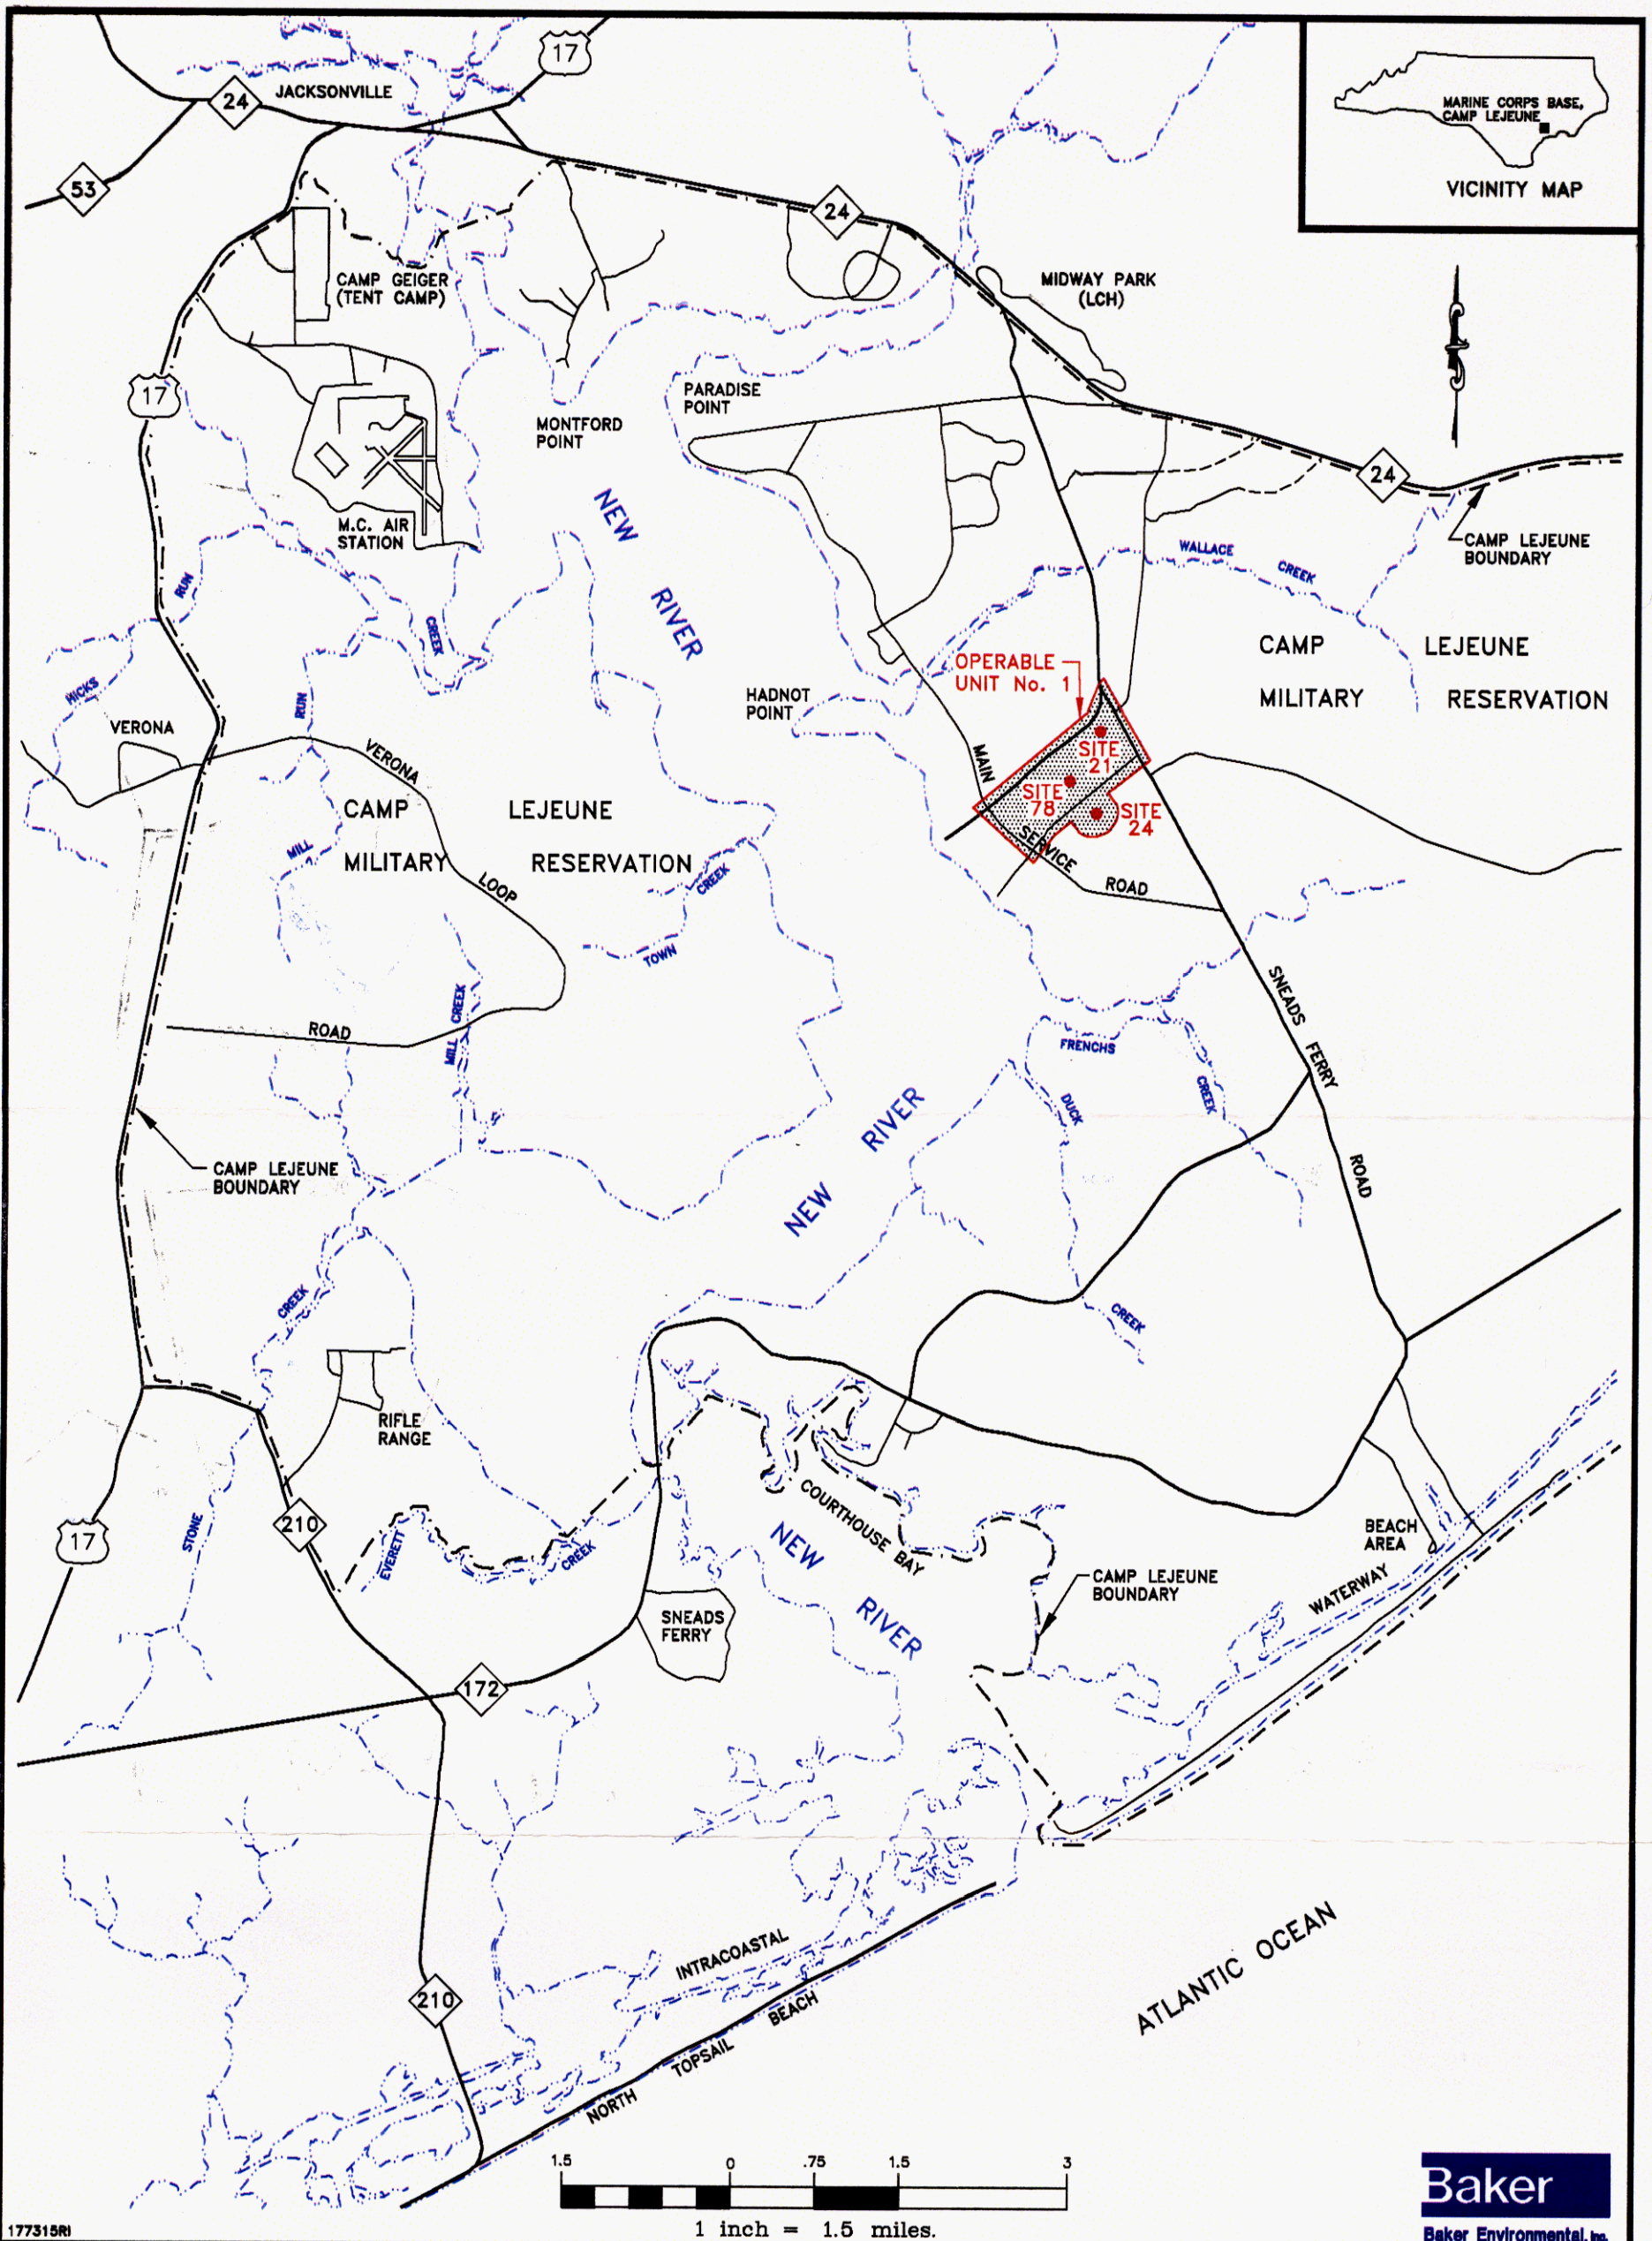 17
24
JACKSONVILLE
53
MARINE CORPS BASE,
CAMP LEJEUNE
VICINITY MAP
24
CAMP GEIGER
(TENT CAMP)
MIDWAY PARK
(LCH)
17
PARADISE
POINT
MONTFORD
POINT
24
M.C. AIR
STATION
NEW
RIVER
CAMP LEJEUNE
BOUNDARY
WALLACE
CREEK
RUN
CREEK
CAMP LEJEUNE
MILITARY RESERVATION
OPERABLE
UNIT No. 1
HICKS
RUN
HADNOT
POINT
VERONA
VERONA
MAIN
SITE
21
SITE
78
SITE
24
CAMP LEJEUNE
MILITARY RESERVATION
MILL
LOOP
CREEK
SERVICE
ROAD
TOWN
SNEADS
FERRY
ROAD
MILL CREEK
ROAD
FRENCHS
CREEK
DUCK
CREEK
NEW RIVER
CAMP LEJEUNE
BOUNDARY
CREEK
RIFLE
RANGE
17
210
STONE
EVERETT
CREEK
COURTHOUSE BAY
NEW
RIVER
BEACH
AREA
CAMP LEJEUNE
BOUNDARY
WATERWAY
SNEADS
FERRY
172
INTRACOASTAL
210
NORTH TOPSAIL BEACH
ATLANTIC OCEAN
1.5 0 .75 1.5 3
1 inch = 1.5 miles.
177315RI
Baker
Baker Environmental, Inc.